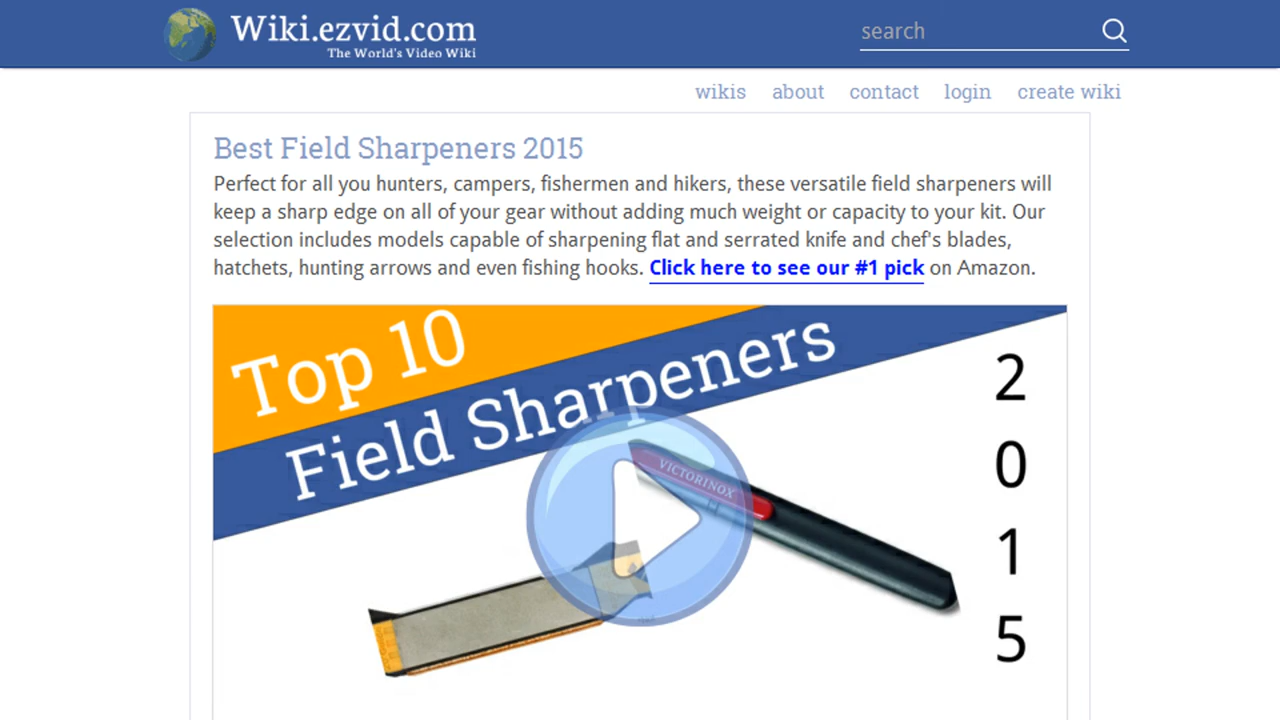 Wiki.ezvid.com
The World's Video Wiki
search
wikis about contact login create wiki
Best Field Sharpeners 2015
Perfect for all you hunters, campers, fishermen and hikers, these versatile field sharpeners will
keep a sharp edge on all of your gear without adding much weight or capacity to your kit. Our
selection includes models capable of sharpening flat and serrated knife and chef's blades,
hatchets, hunting arrows and even fishing hooks. Click here to see our #1 pick on Amazon.
Top 10
Field Sharpeners
VICTORINOX
2
0
1
5